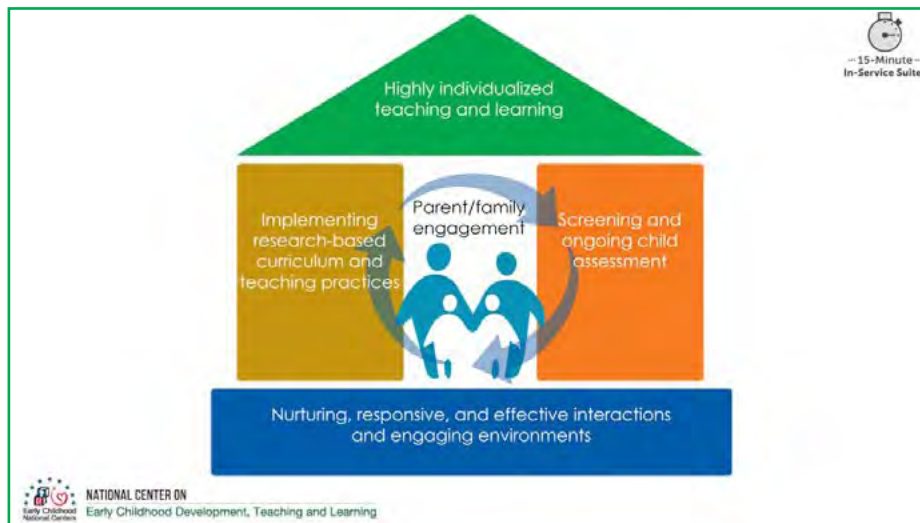 15-Minute
In-Service Suite
Highly individualized
teaching and learning
Implementing
research-based
curriculum and
teaching practices
Parent/family
engagement
Screening and
ongoing child
assessment
Nurturing, responsive, and effective interactions
and engaging environments
Early Childhood
National Centers
NATIONAL CENTER ON
Early Childhood Development, Teaching and Learning